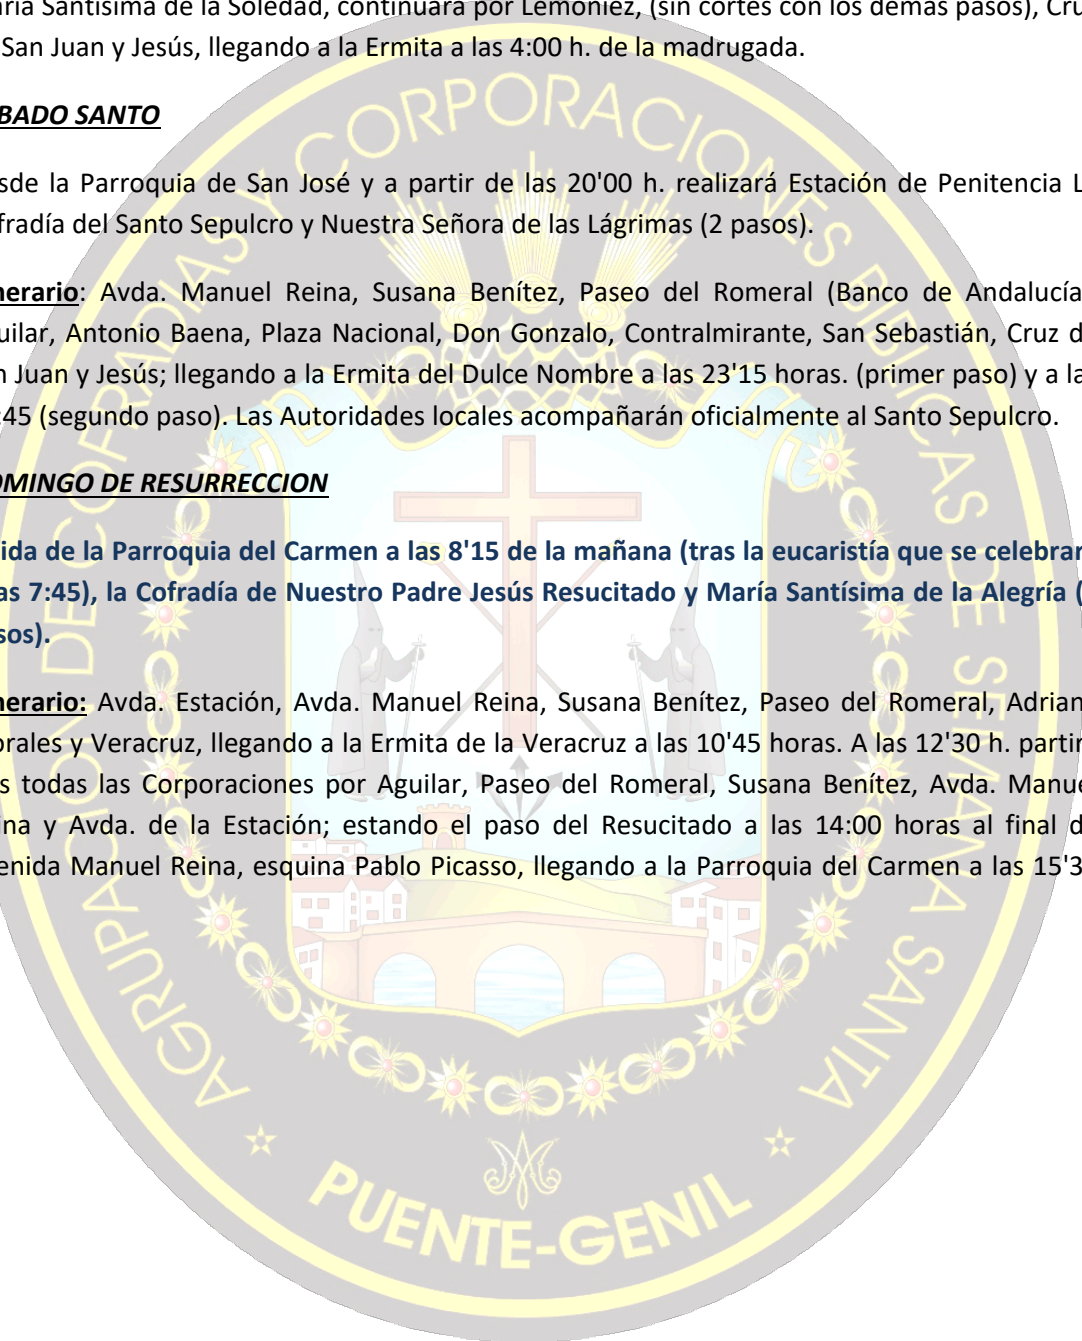 aría Santísima de la Soledad, continuará por Lemoniez, (sin cortes con los demás pasos), Cru
San Juan y Jesús, llegando a la Ermita a las 4:00 h. de la madrugada.
BADO SANTO
sde la Parroquia de San José y a partir de las 20'00 h. realizará Estación de Penitencia L
fradía del Santo Sepulcro y Nuestra Señora de las Lágrimas (2 pasos).
nerario: Avda. Manuel Reina, Susana Benítez, Paseo del Romeral (Banco de Andalucía
uilar, Antonio Baena, Plaza Nacional, Don Gonzalo, Contralmirante, San Sebastián, Cruz d
n Juan y Jesús; llegando a la Ermita del Dulce Nombre a las 23'15 horas. (primer paso) y a la
:45 (segundo paso). Las Autoridades locales acompañarán oficialmente al Santo Sepulcro.
OMINGO DE RESURRECCION
ida de la Parroquia del Carmen a las 8'15 de la mañana (tras la eucaristía que se celebrar
as 7:45), la Cofradía de Nuestro Padre Jesús Resucitado y María Santísima de la Alegría (
sos).
nerario: Avda. Estación, Avda. Manuel Reina, Susana Benítez, Paseo del Romeral, Adrian
orales y Veracruz, llegando a la Ermita de la Veracruz a las 10'45 horas. A las 12'30 h. partir
s todas las Corporaciones por Aguilar, Paseo del Romeral, Susana Benítez, Avda. Manue
ina y Avda. de la Estación; estando el paso del Resucitado a las 14:00 horas al final d
enida Manuel Reina, esquina Pablo Picasso, llegando a la Parroquia del Carmen a las 15'3
AGRUPACION DE COFRADIAS Y CORPORACIONES BIBLICAS DE SEMANA SANTA
PUENTE-GENIL